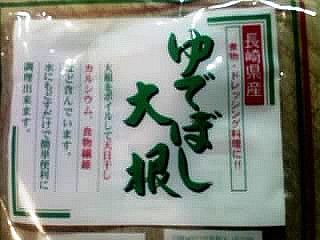 長崎県産
煮物・ドレッシング料理に!!
ゆでぼし
大根
大根をボイルして天日干し
カルシウム、食物繊維
など含んでいます。
水にもどすだけで簡単便利に
調理出来ます。